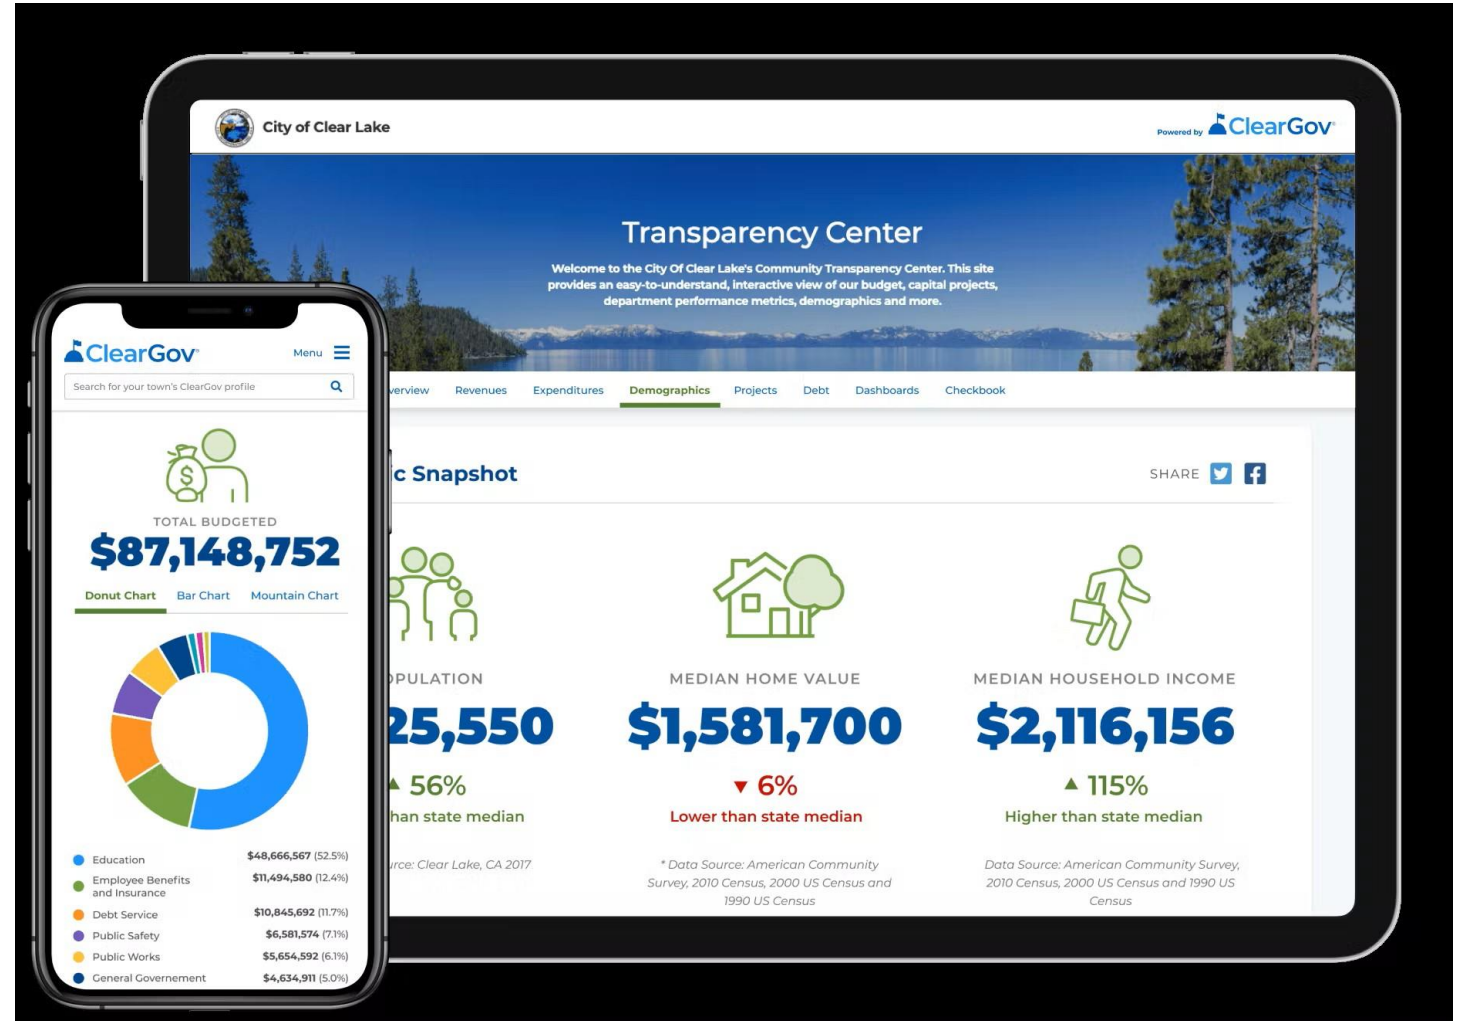 City of Clear Lake
Powered by ClearGov
Transparency Center
Welcome to the City Of Clear Lake's Community Transparency Center. This site
provides an easy-to-understand, interactive view of our budget, capital projects,
department performance metrics, demographics and more.
verview Revenues Expenditures Demographics Projects Debt Dashboards Checkbook
ic Snapshot
SHARE
OPULATION
25,550
56%
han state median
rce: Clear Lake, CA 2017
MEDIAN HOME VALUE
$1,581,700
6%
Lower than state median
* Data Source: American Community
Survey, 2010 Census, 2000 US Census and
1990 US Census
MEDIAN HOUSEHOLD INCOME
$2,116,156
115%
Higher than state median
Data Source: American Community Survey,
2010 Census, 2000 US Census and 1990 US
Census
ClearGov
Menu
Search for your town's ClearGov profile
$
TOTAL BUDGETED
$87,148,752
Donut Chart Bar Chart Mountain Chart
Education $48,666,567 (52.5%)
Employee Benefits
and Insurance $11,494,580 (12.4%)
Debt Service $10,845,692 (11.7%)
Public Safety $6,581,574 (7.1%)
Public Works $5,654,592 (6.1%)
General Governement $4,634,911 (5.0%)